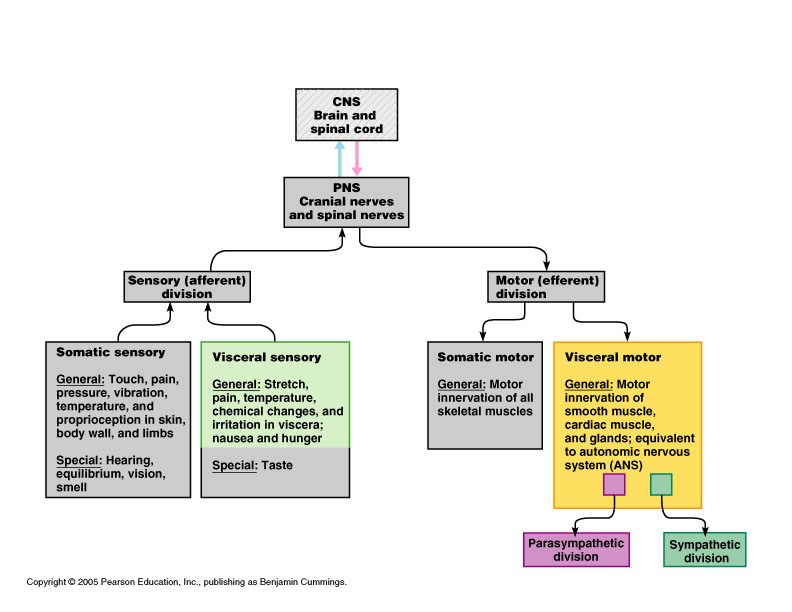 CNS
Brain and
spinal cord
PNS
Cranial nerves
and spinal nerves
Sensory (afferent)
division
Motor (efferent)
division
Somatic sensory
General: Touch, pain,
pressure, vibration,
temperature, and
proprioception in skin,
body wall, and limbs
Special: Hearing,
equilibrium, vision,
smell
Visceral sensory
General: Stretch,
pain, temperature,
chemical changes, and
irritation in viscera;
nausea and hunger
Special: Taste
Somatic motor
General: Motor
innervation of all
skeletal muscles
Visceral motor
General: Motor
innervation of
smooth muscle,
cardiac muscle,
and glands; equivalent
to autonomic nervous
system (ANS)
Parasympathetic
division
Sympathetic
division
Copyright © 2005 Pearson Education, Inc., publishing as Benjamin Cummings.